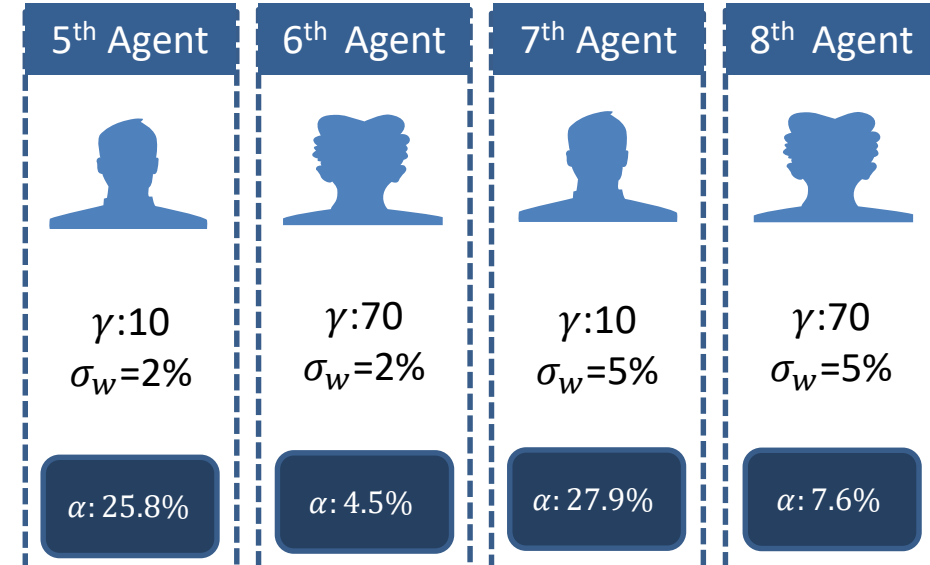 5th Agent
γ:10
σw=2%
α: 25.8%
6th Agent
γ:70
σw=2%
α: 4.5%
7th Agent
γ:10
σw=5%
α: 27.9%
8th Agent
γ:70
σw=5%
α: 7.6%